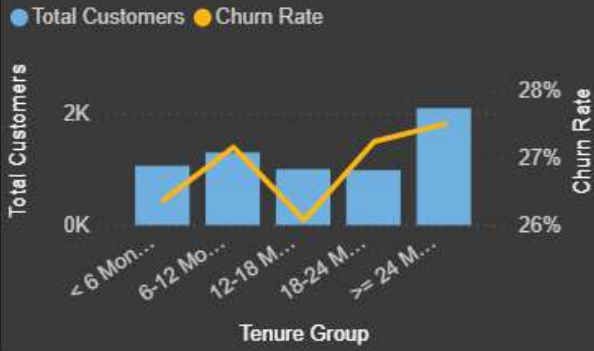 Total Customers Churn Rate
Total Customers
2K
0K
28%
27%
26%
Churn Rate
< 6 Mon...
6-12 Mo...
12-18 M...
18-24 M...
>= 24 M...
Tenure Group